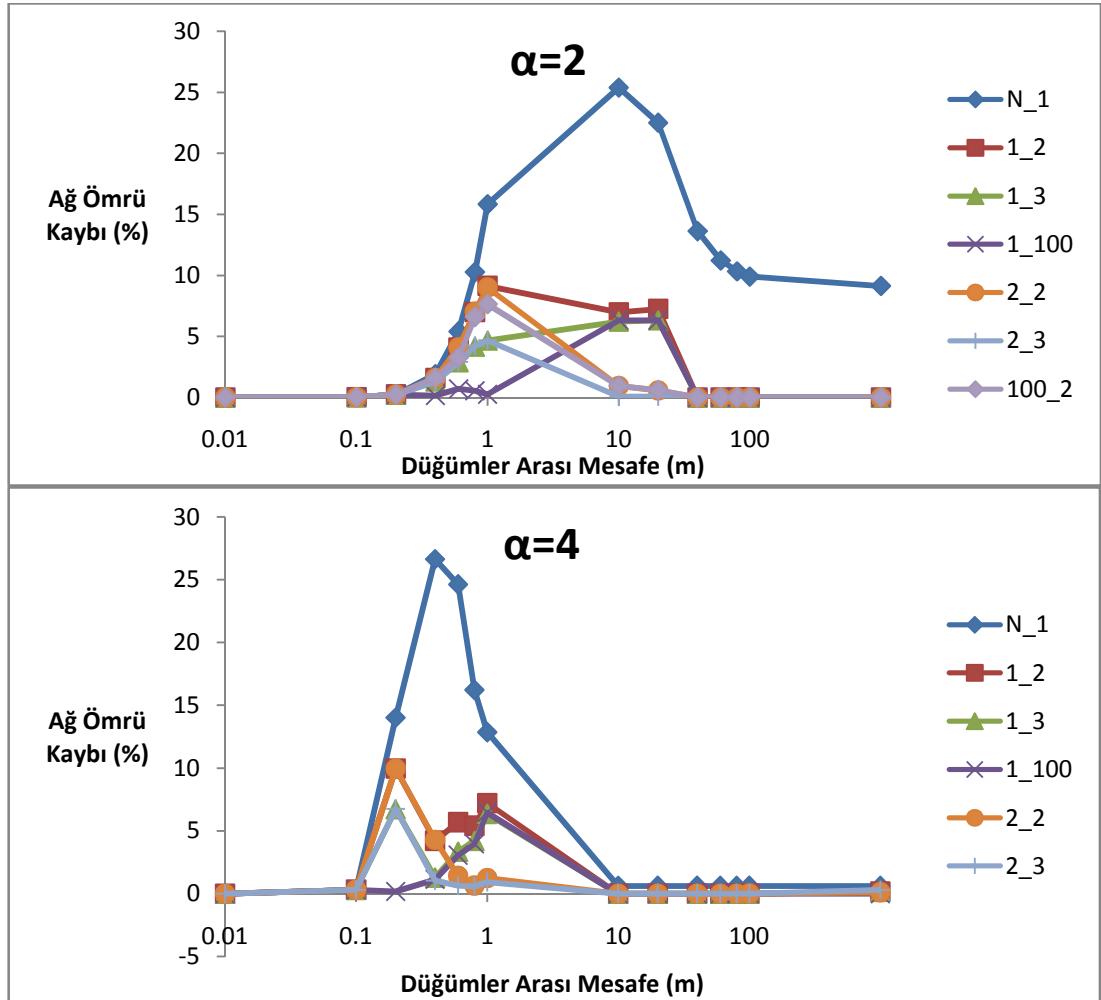 α=2
30
25
20
15
10
5
0
Ağ Ömrü
Kaybı (%)
0.01 0.1 1 10 100
Düğümler Arası Mesafe (m)
N_1
1_2
1_3
1_100
2_2
2_3
100_2
α=4
30
25
20
15
10
5
0
-5
Ağ Ömrü
Kaybı (%)
0.01 0.1 1 10 100
Düğümler Arası Mesafe (m)
N_1
1_2
1_3
1_100
2_2
2_3